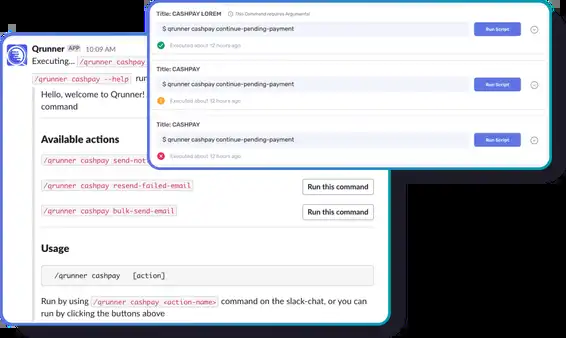 Qrunner APP 10:09 AM
Executing... /qrunner cashpay
/qrunner cashpay --help
Hello, welcome to Qrunner!
command
Available actions
/qrunner cashpay
/qrunner cashpay resend-failed-email
Run this command
/qrunner cashpay bulk-send-email
Run this command
Usage
/qrunner cashpay [action]
Run by using /qrunner cashpay <action-name> command on the slack-chat, or you can
run by clicking the buttons above
Title: CASHPAY LOREM This Command requires Arguments!
$ qrunner cashpay continue-pending-payment
Run Script
Executed about 12 hours ago
Title: CASHPAY
$ qrunner cashpay continue-pending-payment
Run Script
Executed about 12 hours ago
Title: CASHPAY
$ qrunner cashpay continue-pending-payment
Run Script
Executed about 12 hours ago